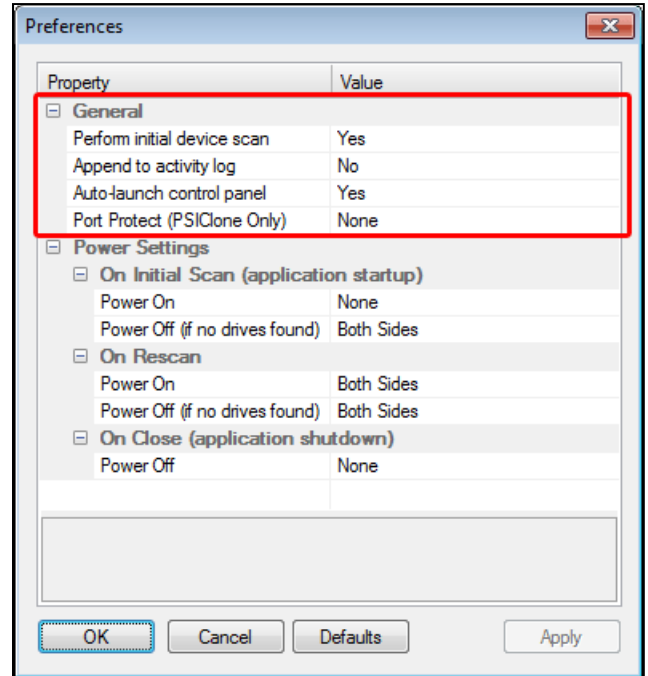 Preferences
Property Value
General
Perform initial device scan Yes
Append to activity log No
Auto-launch control panel Yes
Port Protect (PSIClone Only) None
Power Settings
On Initial Scan (application startup)
Power On None
Power Off (if no drives found) Both Sides
On Rescan
Power On Both Sides
Power Off (if no drives found) Both Sides
On Close (application shutdown)
Power Off None
OK Cancel Defaults Apply